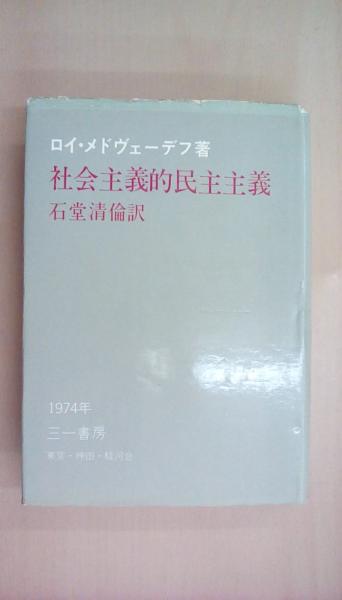 ロイ・メドヴェーデフ著
社会主義的民主主義
石堂清倫訳
1974年
三一書房
東京・神田・駿河台